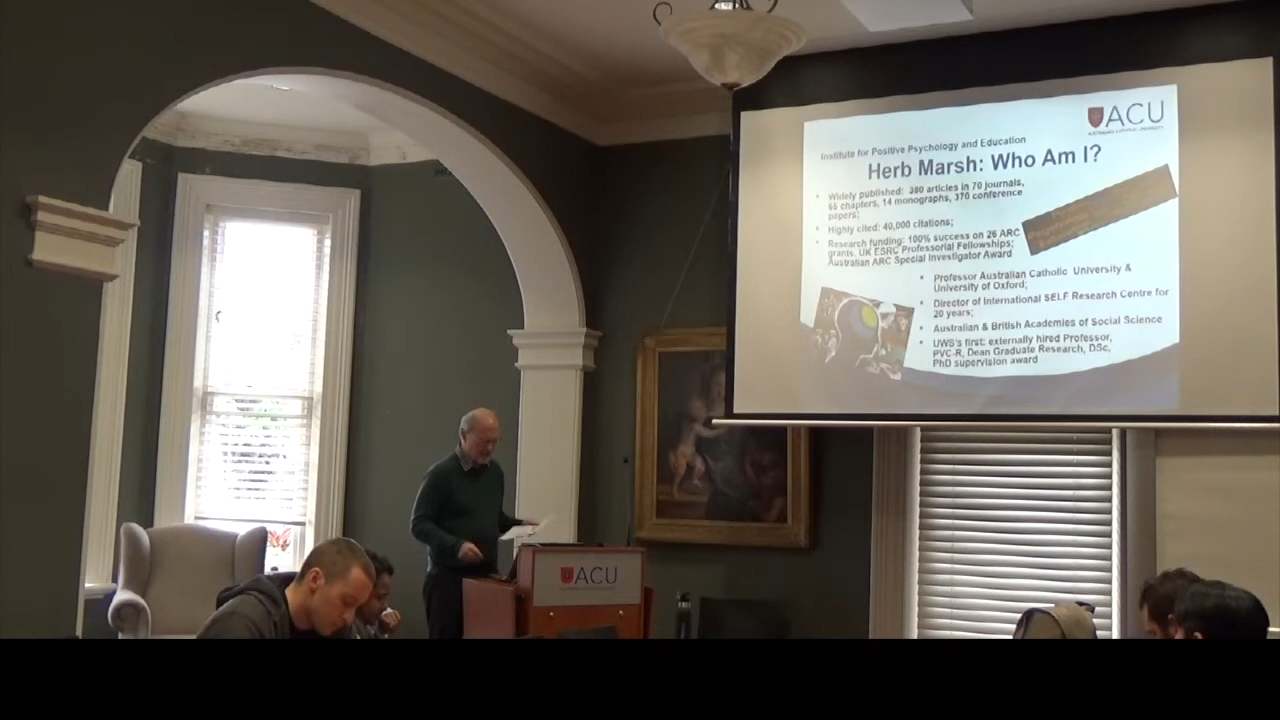 ACU
AUSTRALIAN CATHOLIC UNIVERSITY
Institute for Positive Psychology and Education
Herb Marsh: Who Am I?
• Widely published: 380 articles in 70 journals,
65 chapters, 14 monographs, 370 conference
papers;
• Highly cited: 40,000 citations;
• Research funding: 100% success on 26 ARC
grants, UK ESRC Professorial Fellowships;
Australian ARC Special Investigator Award
• Professor Australian Catholic University &
University of Oxford;
• Director of International SELF Research Centre for
20 years;
• Australian & British Academies of Social Science
• UWS's first: externally hired Professor,
PVC-R, Dean Graduate Research, DSc,
PhD supervision award
ACU